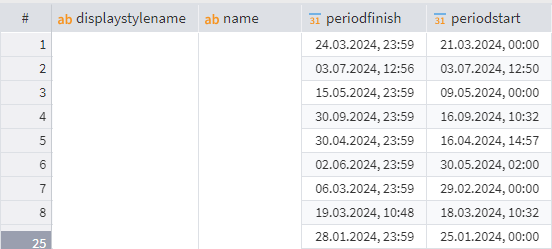 # ab displaystylename ab name 31 periodfinish 31 periodstart
1 24.03.2024, 23:59 21.03.2024, 00:00
2 03.07.2024, 12:56 03.07.2024, 12:50
3 15.05.2024, 23:59 09.05.2024, 00:00
4 30.09.2024, 23:59 16.09.2024, 10:32
5 30.04.2024, 23:59 16.04.2024, 14:57
6 02.06.2024, 23:59 30.05.2024, 02:00
7 06.03.2024, 23:59 29.02.2024, 00:00
8 19.03.2024, 10:48 18.03.2024, 10:32
25 28.01.2024, 23:59 25.01.2024, 00:00